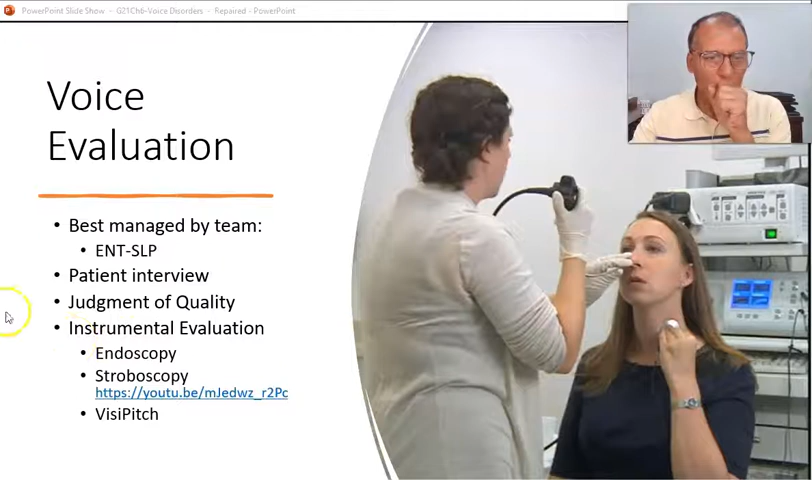 PowerPoint Slide Show - G21Ch6-Voice Disorders - Repaired - PowerPoint
Voice
Evaluation
• Best managed by team:
• ENT-SLP
• Patient interview
• Judgment of Quality
• Instrumental Evaluation
• Endoscopy
• Stroboscopy
https://youtu.be/mJedwz_r2Pc
• VisiPitch